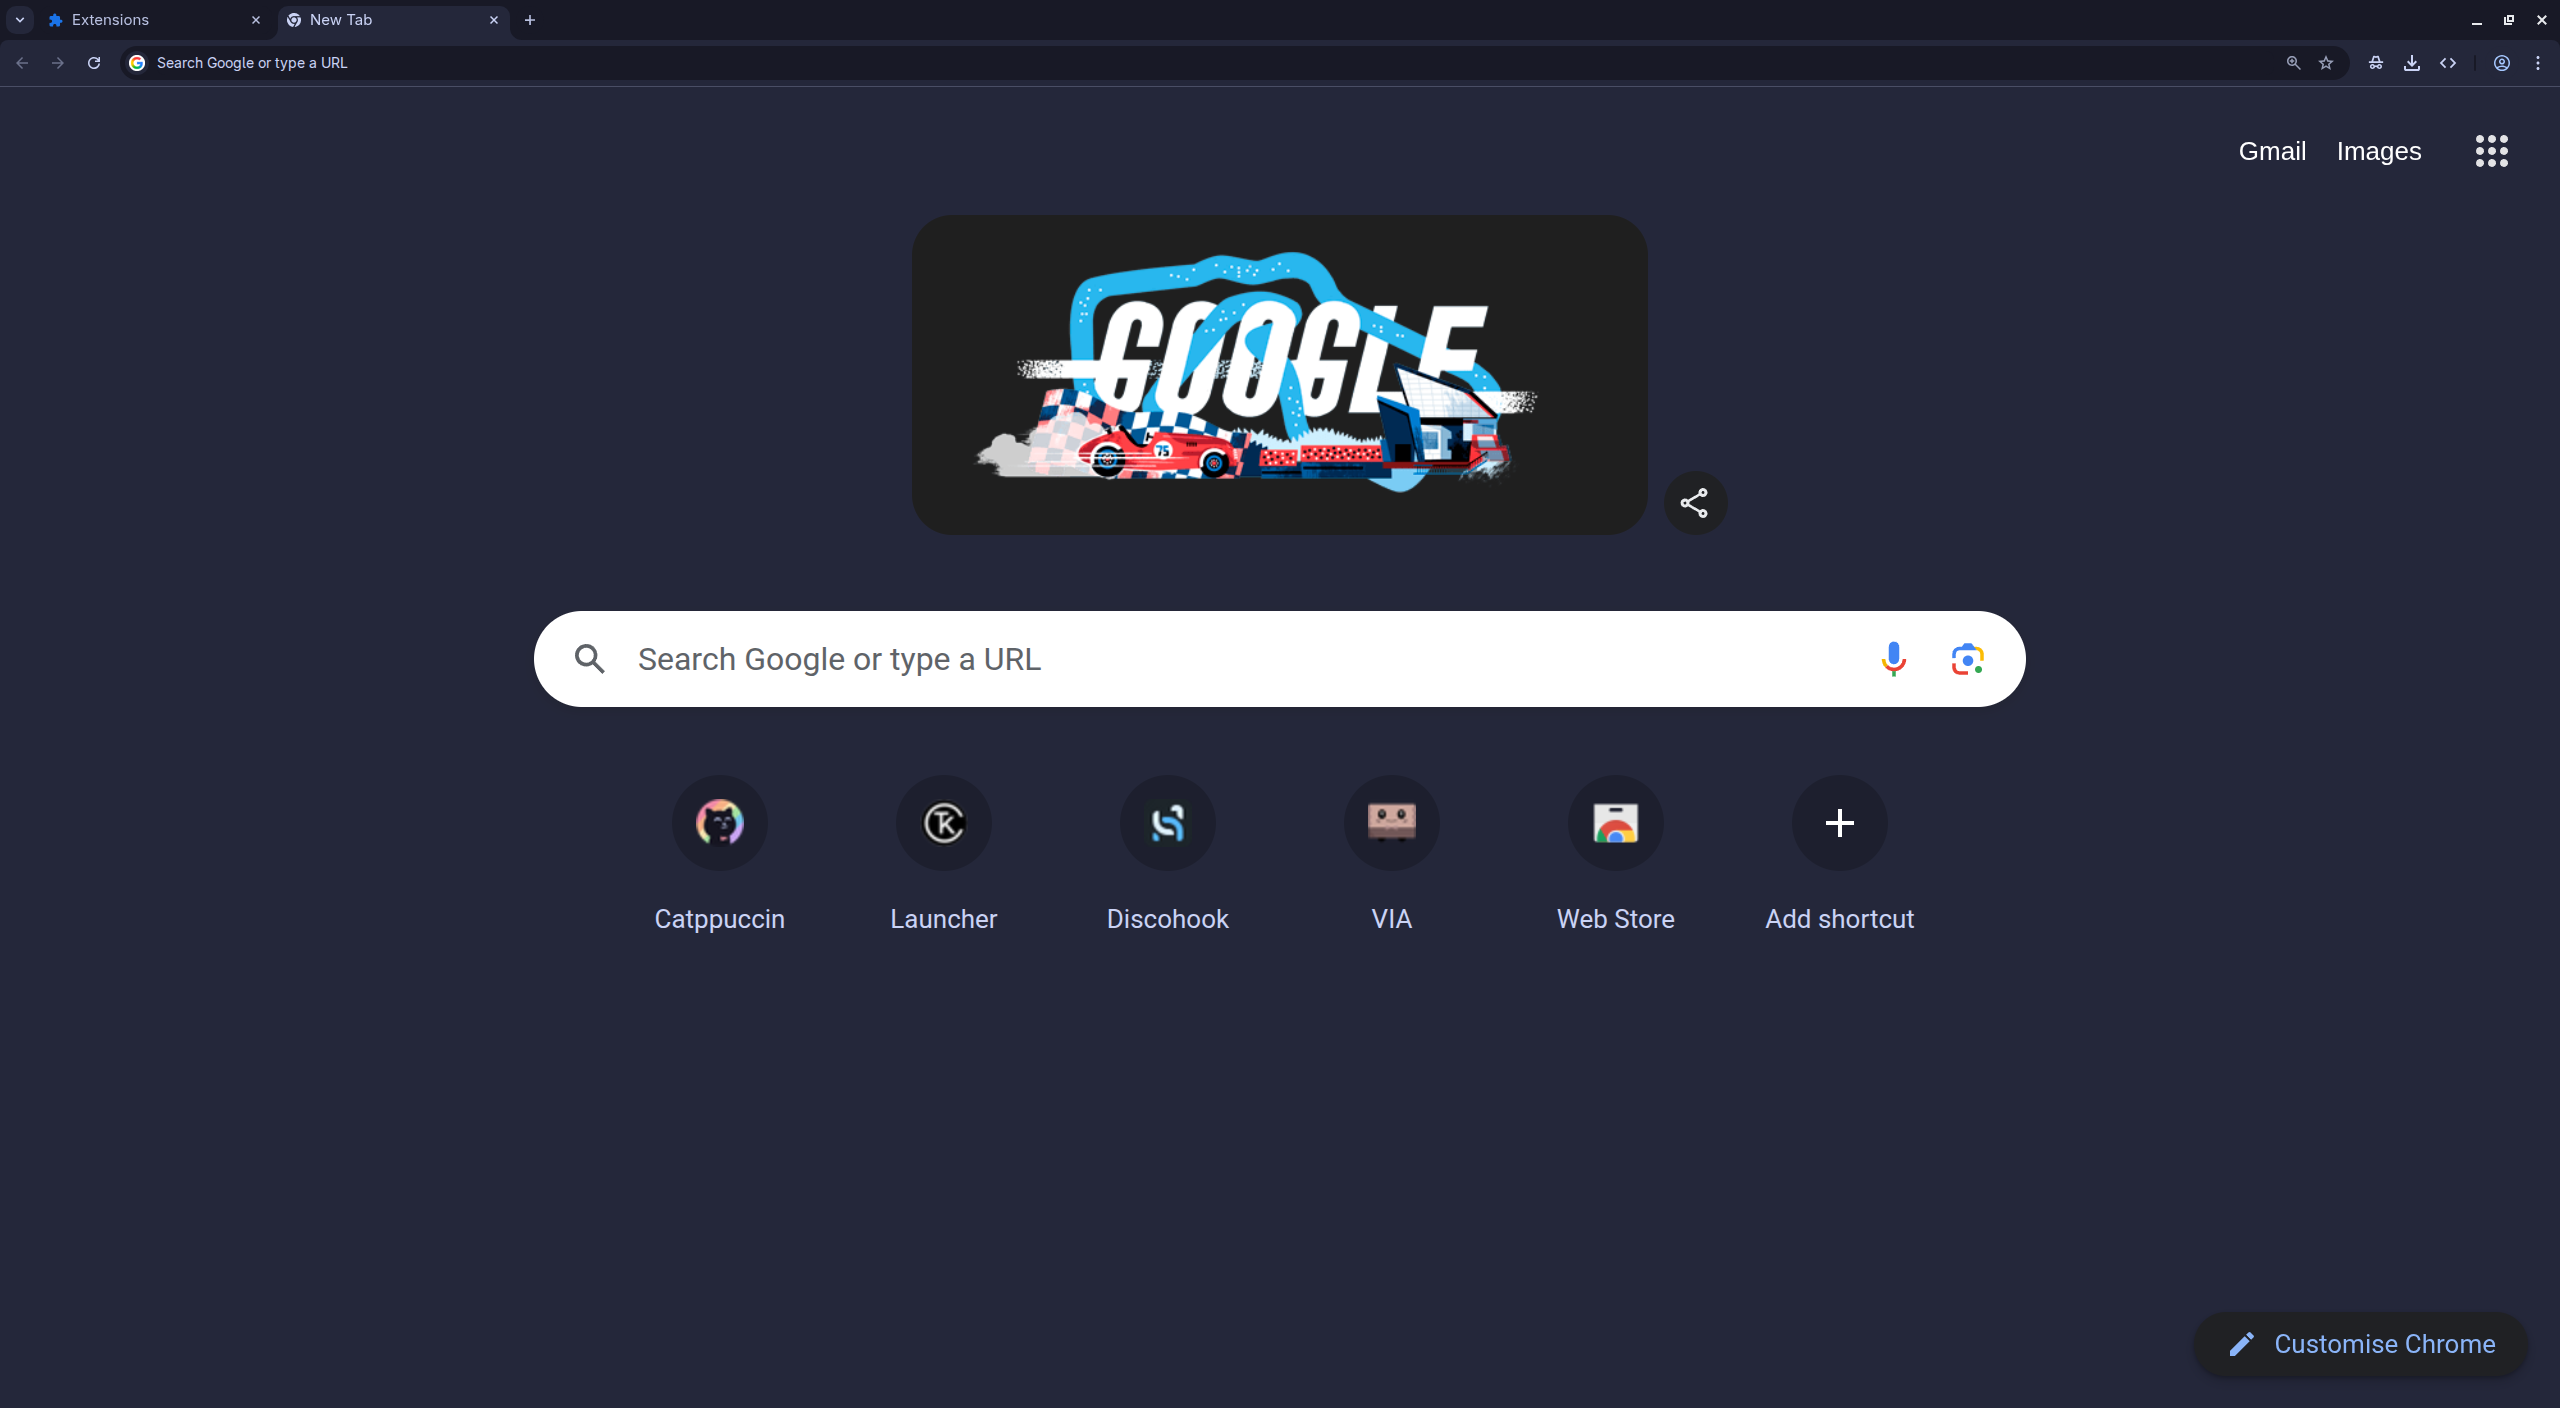 Extensions
New Tab
Search Google or type a URL
Gmail Images
GOOGLE
75
Search Google or type a URL
Catppuccin Launcher Discohook VIA Web Store Add shortcut
Customise Chrome